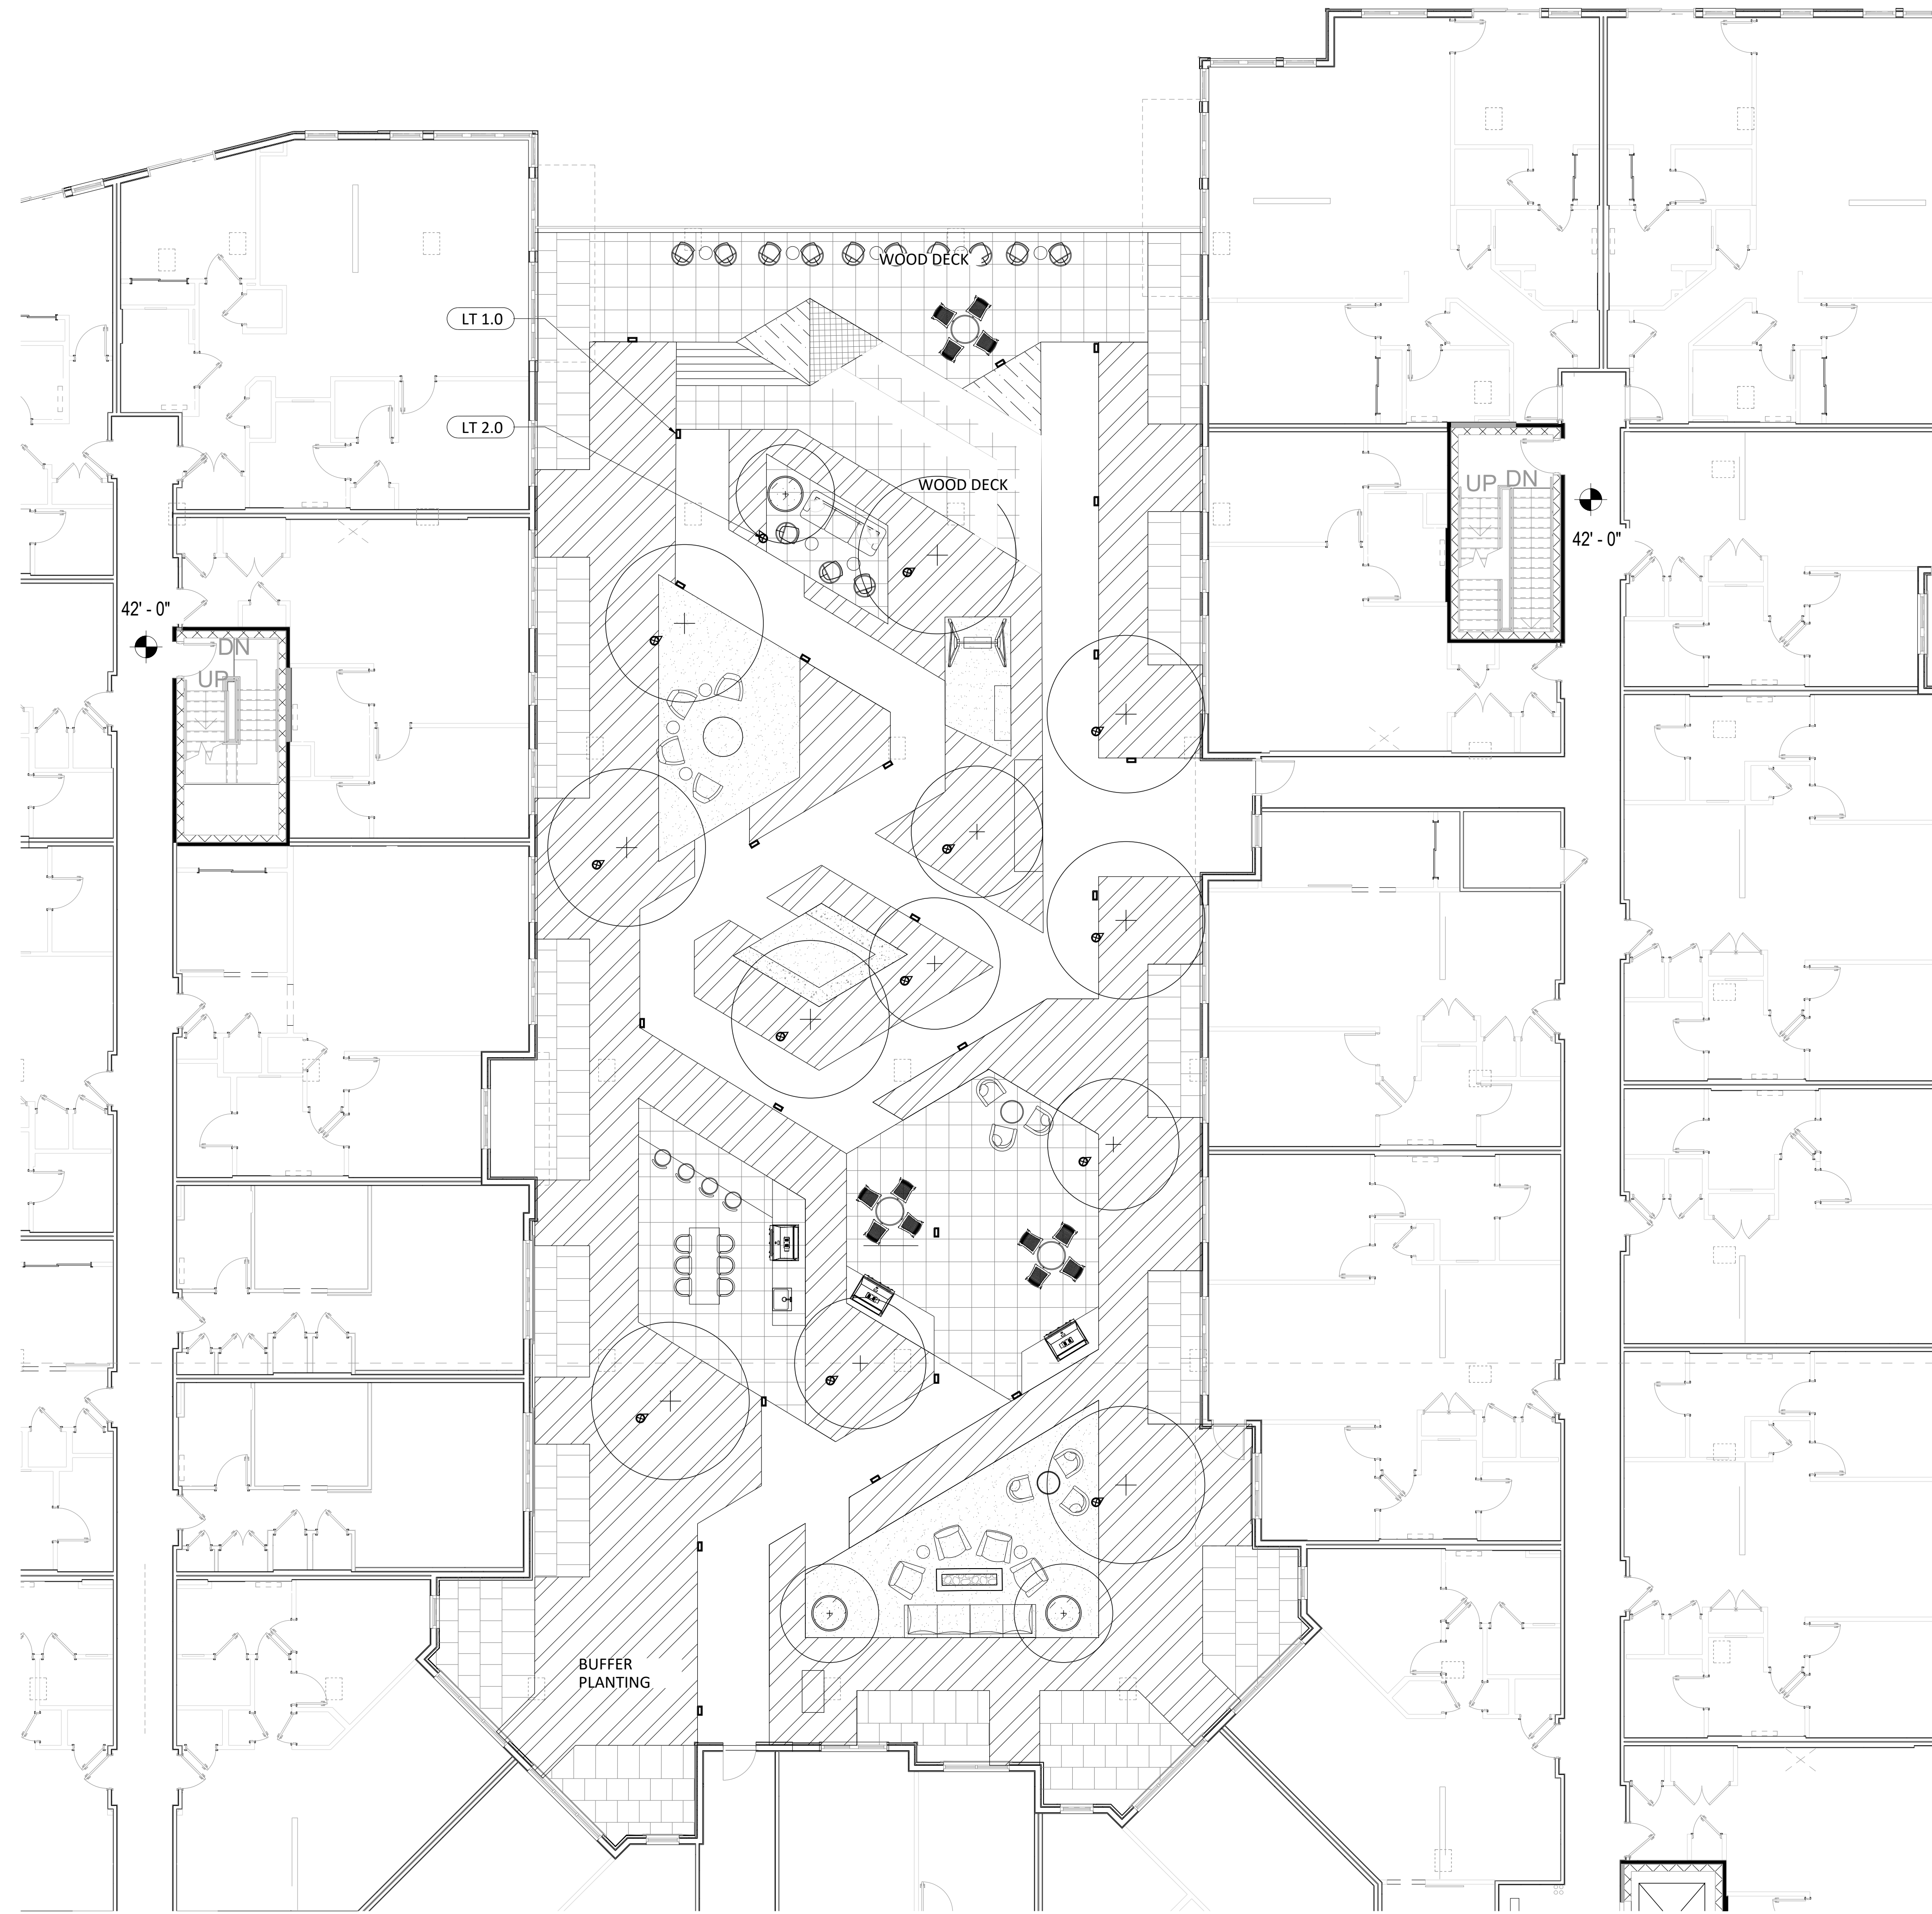 WOOD DECK
LT 1.0
LT 2.0
WOOD DECK
UP DN
42' - 0"
42' - 0"
DN
UP
BUFFER
PLANTING